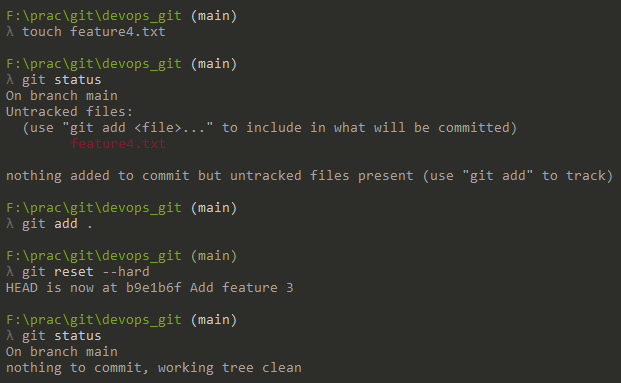 F:\prac\git\devops_git (main)
λ touch feature4.txt
F:\prac\git\devops_git (main)
λ git status
On branch main
Untracked files:
(use "git add <file>..." to include in what will be committed)
feature4.txt
nothing added to commit but untracked files present (use "git add" to track)
F:\prac\git\devops_git (main)
λ git add .
F:\prac\git\devops_git (main)
λ git reset --hard
HEAD is now at b9e1b6f Add feature 3
F:\prac\git\devops_git (main)
λ git status
On branch main
nothing to commit, working tree clean